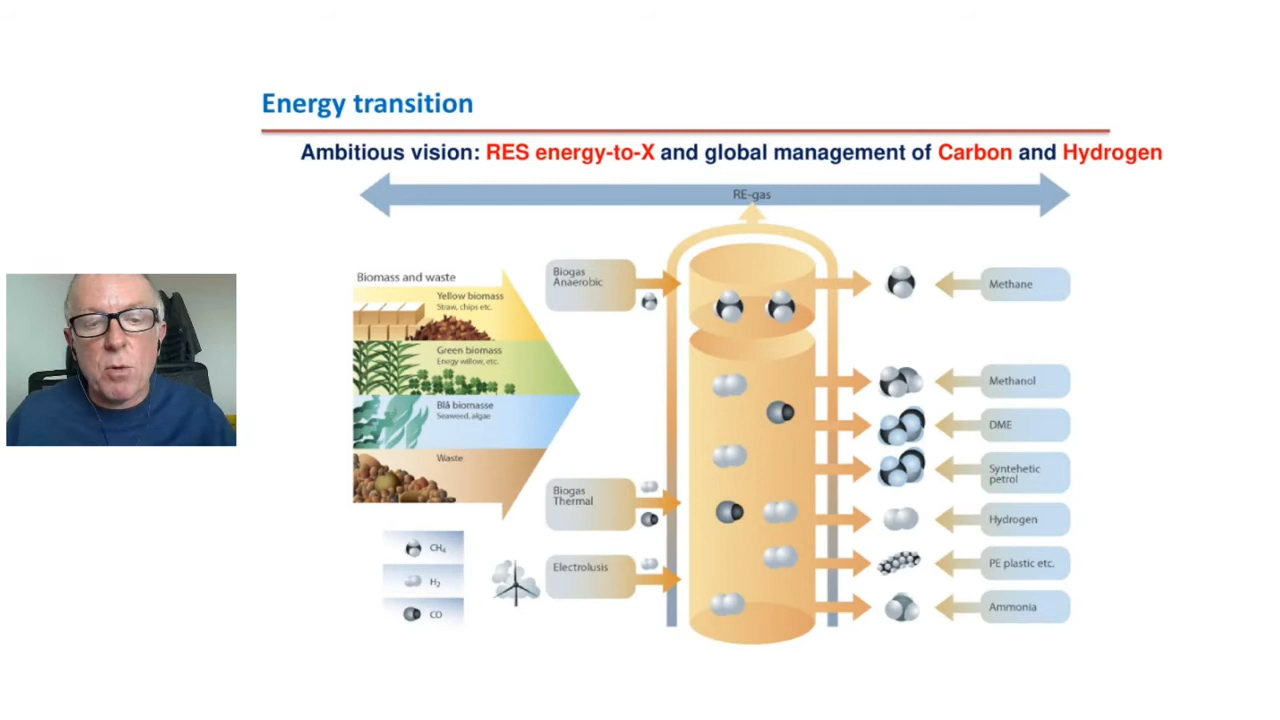 Energy transition
Ambitious vision: RES energy-to-X and global management of Carbon and Hydrogen
RE-gas
Biomass and waste
Yellow biomass
Straw, chips etc.
Green biomass
Enegy willow, etc.
Blå biomasse
Seaweed, algae
Waste
Biogas
Anaerobic
Biogas
Thermal
Electrolusis
CH₄
H₂
CO
Methane
Methanol
DME
Syntehetic
petrol
Hydrogen
PE plastic etc.
Ammonia